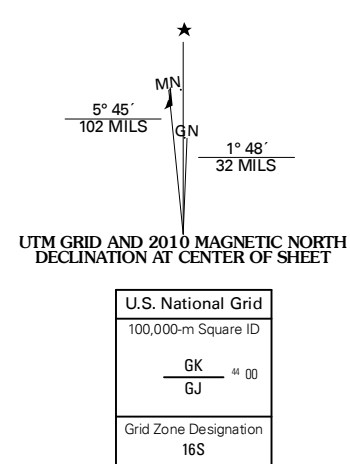 MN
5° 45´
102 MILS
GN
1° 48´
32 MILS
UTM GRID AND 2010 MAGNETIC NORTH
DECLINATION AT CENTER OF SHEET
U.S. National Grid
100,000-m Square ID
GK
44 00
GJ
Grid Zone Designation
16S